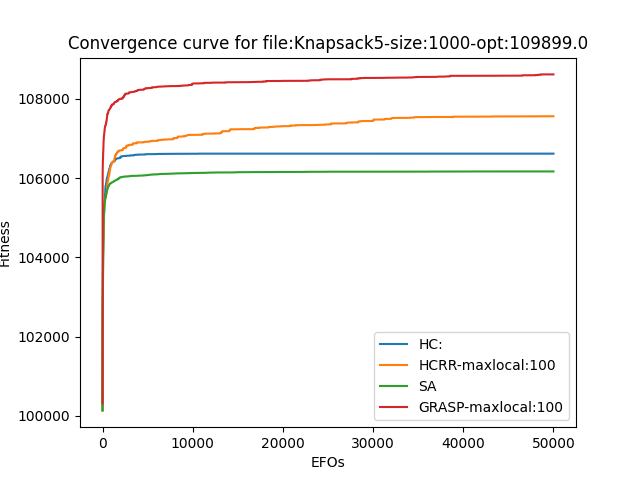 Convergence curve for file:Knapsack5-size:1000-opt:109899.0
108000
106000
104000
102000
100000
Fitness
0
10000
20000
30000
40000
50000
EFOs
HC:
HCRR-maxlocal:100
SA
GRASP-maxlocal:100